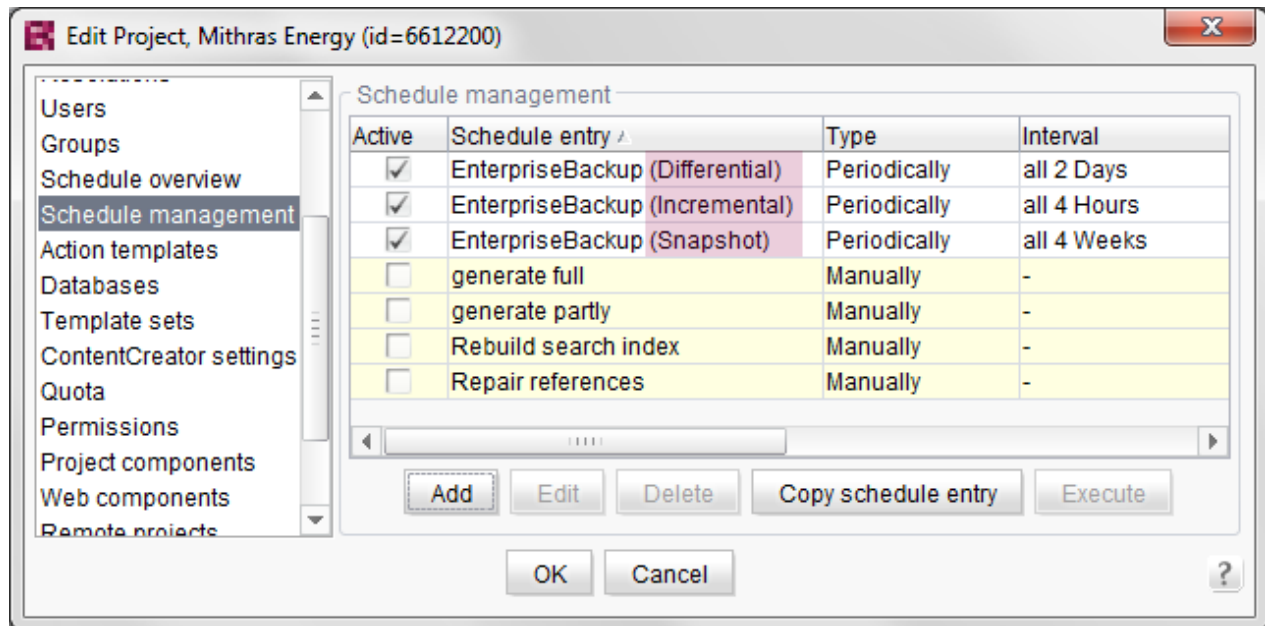 Edit Project, Mithras Energy (id=6612200)
Users
Groups
Schedule overview
Schedule management
Action templates
Databases
Template sets
ContentCreator settings
Quota
Permissions
Project components
Web components
Remote projects
Schedule management
Active Schedule entry Type Interval
EnterpriseBackup (Differential) Periodically all 2 Days
EnterpriseBackup (Incremental) Periodically all 4 Hours
EnterpriseBackup (Snapshot) Periodically all 4 Weeks
generate full Manually -
generate partly Manually -
Rebuild search index Manually -
Repair references Manually -
Add Edit Delete Copy schedule entry Execute
OK Cancel ?